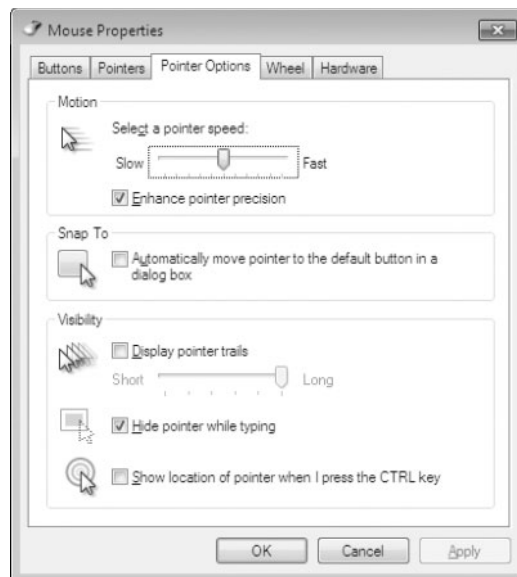 Mouse Properties
Buttons Pointers Pointer Options Wheel Hardware
Motion
Select a pointer speed:
Slow Fast
Enhance pointer precision
Snap To
Automatically move pointer to the default button in a
dialog box
Visibility
Display pointer trails
Short Long
Hide pointer while typing
Show location of pointer when I press the CTRL key
OK Cancel Apply